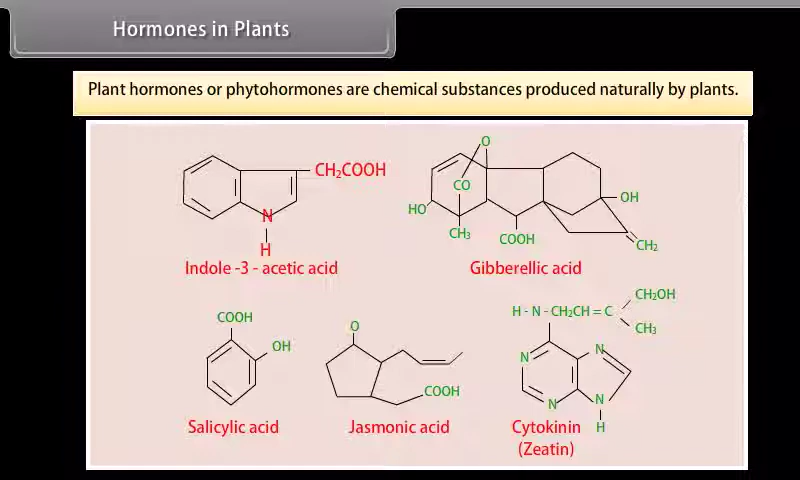 Hormones in Plants
Plant hormones or phytohormones are chemical substances produced naturally by plants.
CH₂COOH
N
H
Indole -3 - acetic acid
O
CO
HO
OH
CH₃
COOH
CH₂
Gibberellic acid
COOH
OH
Salicylic acid
O
COOH
Jasmonic acid
CH₂OH
H - N - CH₂CH = C
CH₃
N
N
N
N
H
Cytokinin
(Zeatin)